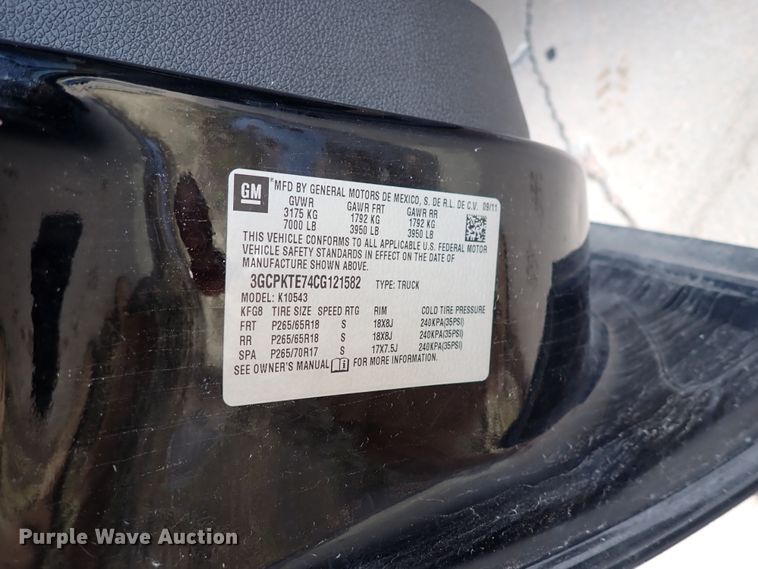 GM
MFD BY GENERAL MOTORS DE MEXICO, S. DE R.L. DE C.V. 09/11
GVWR GAWR FRT GAWR RR
3175 KG 1792 KG 1792 KG
7000 LB 3950 LB 3950 LB
THIS VEHICLE CONFORMS TO ALL APPLICABLE U.S. FEDERAL MOTOR
VEHICLE SAFETY STANDARDS IN EFFECT ON THE DATE OF
MANUFACTURE SHOWN ABOVE.
3GCPKTE74CG121582 TYPE: TRUCK
MODEL: K10543
KFG8 TIRE SIZE SPEED RTG RIM COLD TIRE PRESSURE
FRT P265/65R18 S 18X8J 240KPA(35PSI)
RR P265/65R18 S 18X8J 240KPA(35PSI)
SPA P265/70R17 S 17X7.5J 240KPA(35PSI)
SEE OWNER'S MANUAL FOR MORE INFORMATION.
Purple Wave Auction